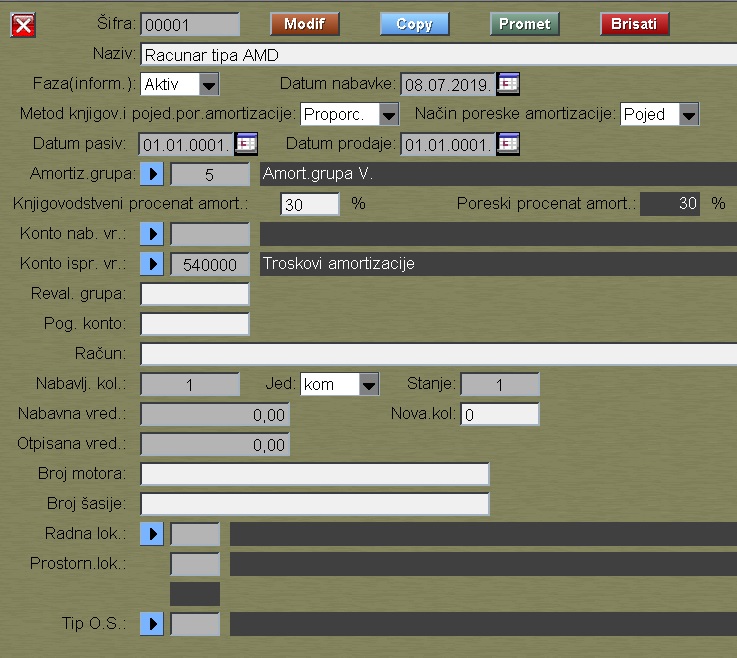 Šifra: 00001 Modif Copy Promet Brisati
Naziv: Racunar tipa AMD
Faza(inform.): Aktiv Datum nabavke: 08.07.2019.
Metod knjigov.i pojed.por.amortizacije: Proporc. Način poreske amortizacije: Pojed
Datum pasiv: 01.01.0001. Datum prodaje: 01.01.0001.
Amortiz.grupa: 5 Amort.grupa V.
Knjigovodstveni procenat amort.: 30 % Poreski procenat amort.: 30 %
Konto nab. vr.:
Konto ispr. vr.: 540000 Troskovi amortizacije
Reval. grupa:
Pog. konto:
Račun:
Nabavlj. kol.: 1 Jed: kom Stanje: 1
Nabavna vred.: 0,00 Nova.kol: 0
Otpisana vred.: 0,00
Broj motora:
Broj šasije:
Radna lok.:
Prostorn.lok.:
Tip O.S.: